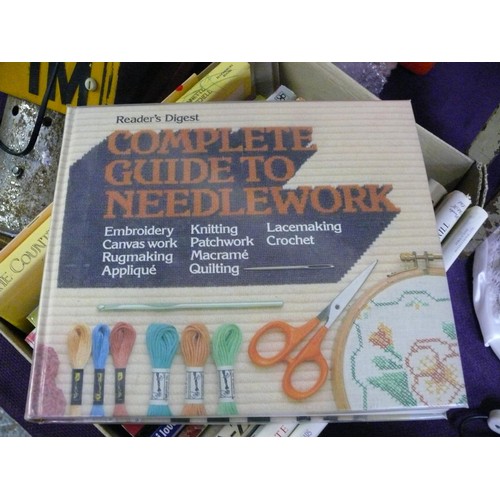 Reader's Digest
COMPLETE
GUIDE TO
NEEDLEWORK
Embroidery Knitting Lacemaking
Canvas work Patchwork Crochet
Rugmaking Macramé
Appliqué Quilting